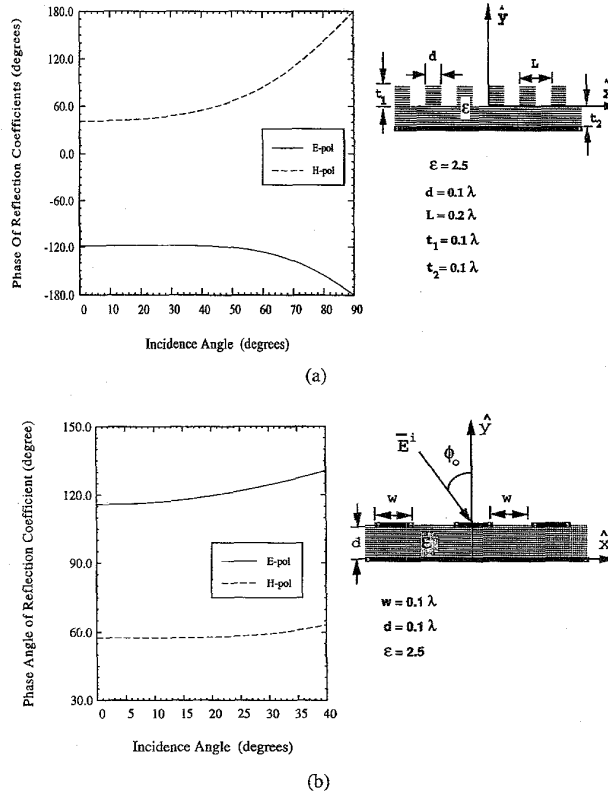 Phase Of Reflection Coefficients (degrees)
180.0
120.0
60.0
0.0
-60.0
-120.0
-180.0
E-pol
H-pol
0 10 20 30 40 50 60 70 80 90
Incidence Angle (degrees)
ŷ
d
L
t₁
ε
t₂
ε = 2.5
d = 0.1 λ
L = 0.2 λ
t₁ = 0.1 λ
t₂ = 0.1 λ
(a)
Phase Angle of Reflection Coefficient (degree)
150.0
120.0
90.0
60.0
30.0
E-pol
H-pol
0 5 10 15 20 25 30 35 40
Incidence Angle (degrees)
E̅ⁱ
ϕₒ
ŷ
w
w
d
ε
x̂
w = 0.1 λ
d = 0.1 λ
ε = 2.5
(b)